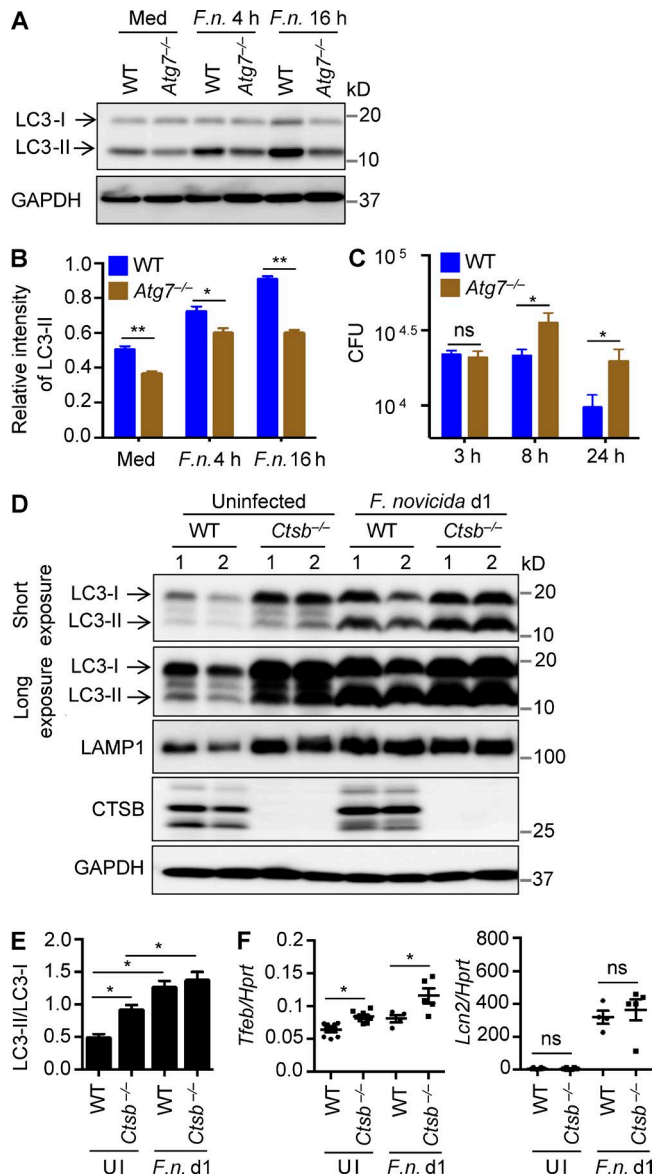 A
Med F.n. 4 h F.n. 16 h
WT Atg7–/– WT Atg7–/– WT Atg7–/– kD
LC3-I 20
LC3-II 10
GAPDH 37
B
WT
Atg7–/–
Relative intensity
of LC3-II
1.0
0.8
0.6
0.4
0.2
0.0
** * **
Med F.n. 4 h F.n. 16 h
C
WT
Atg7–/–
CFU
10^5
10^4.5
10^4
ns * *
3 h 8 h 24 h
D
Uninfected F. novicida d1
WT Ctsb–/– WT Ctsb–/–
1 2 1 2 1 2 1 2 kD
Short
exposure
LC3-I 20
LC3-II 10
Long
exposure
LC3-I 20
LC3-II 10
LAMP1 100
CTSB 25
GAPDH 37
E
LC3-II/LC3-I
2.0
1.5
1.0
0.5
0.0
* * *
WT Ctsb–/– WT Ctsb–/–
UI F.n. d1
F
Tfeb/Hprt
0.2
0.15
0.1
0.05
0.00
* *
WT Ctsb–/– WT Ctsb–/–
UI F.n. d1
Lcn2/Hprt
800
600
400
200
0
ns ns
WT Ctsb–/– WT Ctsb–/–
UI F.n. d1